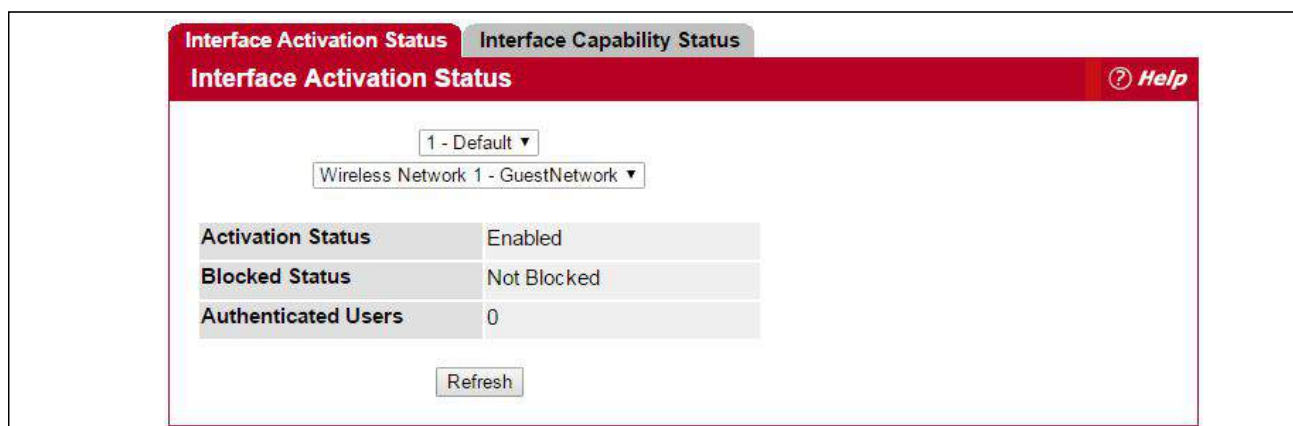 Interface Activation Status Interface Capability Status
Interface Activation Status ? Help
1 - Default ▼
Wireless Network 1 - GuestNetwork ▼
Activation Status Enabled
Blocked Status Not Blocked
Authenticated Users 0
Refresh